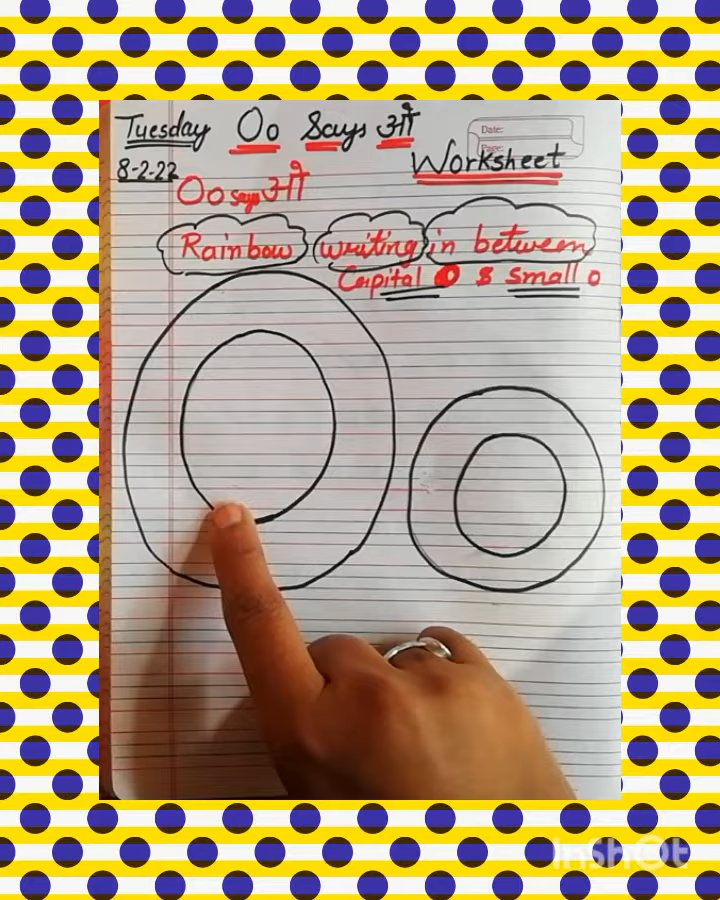 Tuesday Oo Says ओ
Date:
Page:
8-2-22 Worksheet
Oo says ओ
Rainbow writing in between
Capital O & Small o
InShOt